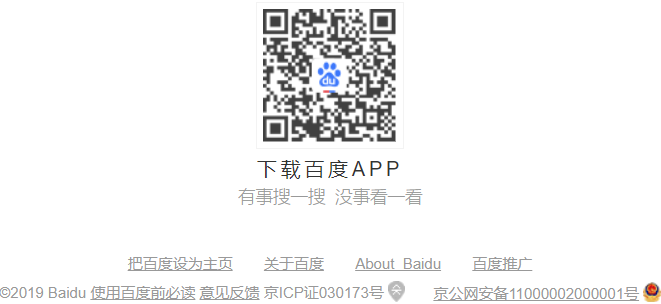 du
下载百度APP
有事搜一搜 没事看一看
把百度设为主页 关于百度 About Baidu 百度推广
©2019 Baidu 使用百度前必读 意见反馈 京ICP证030173号 京公网安备11000002000001号